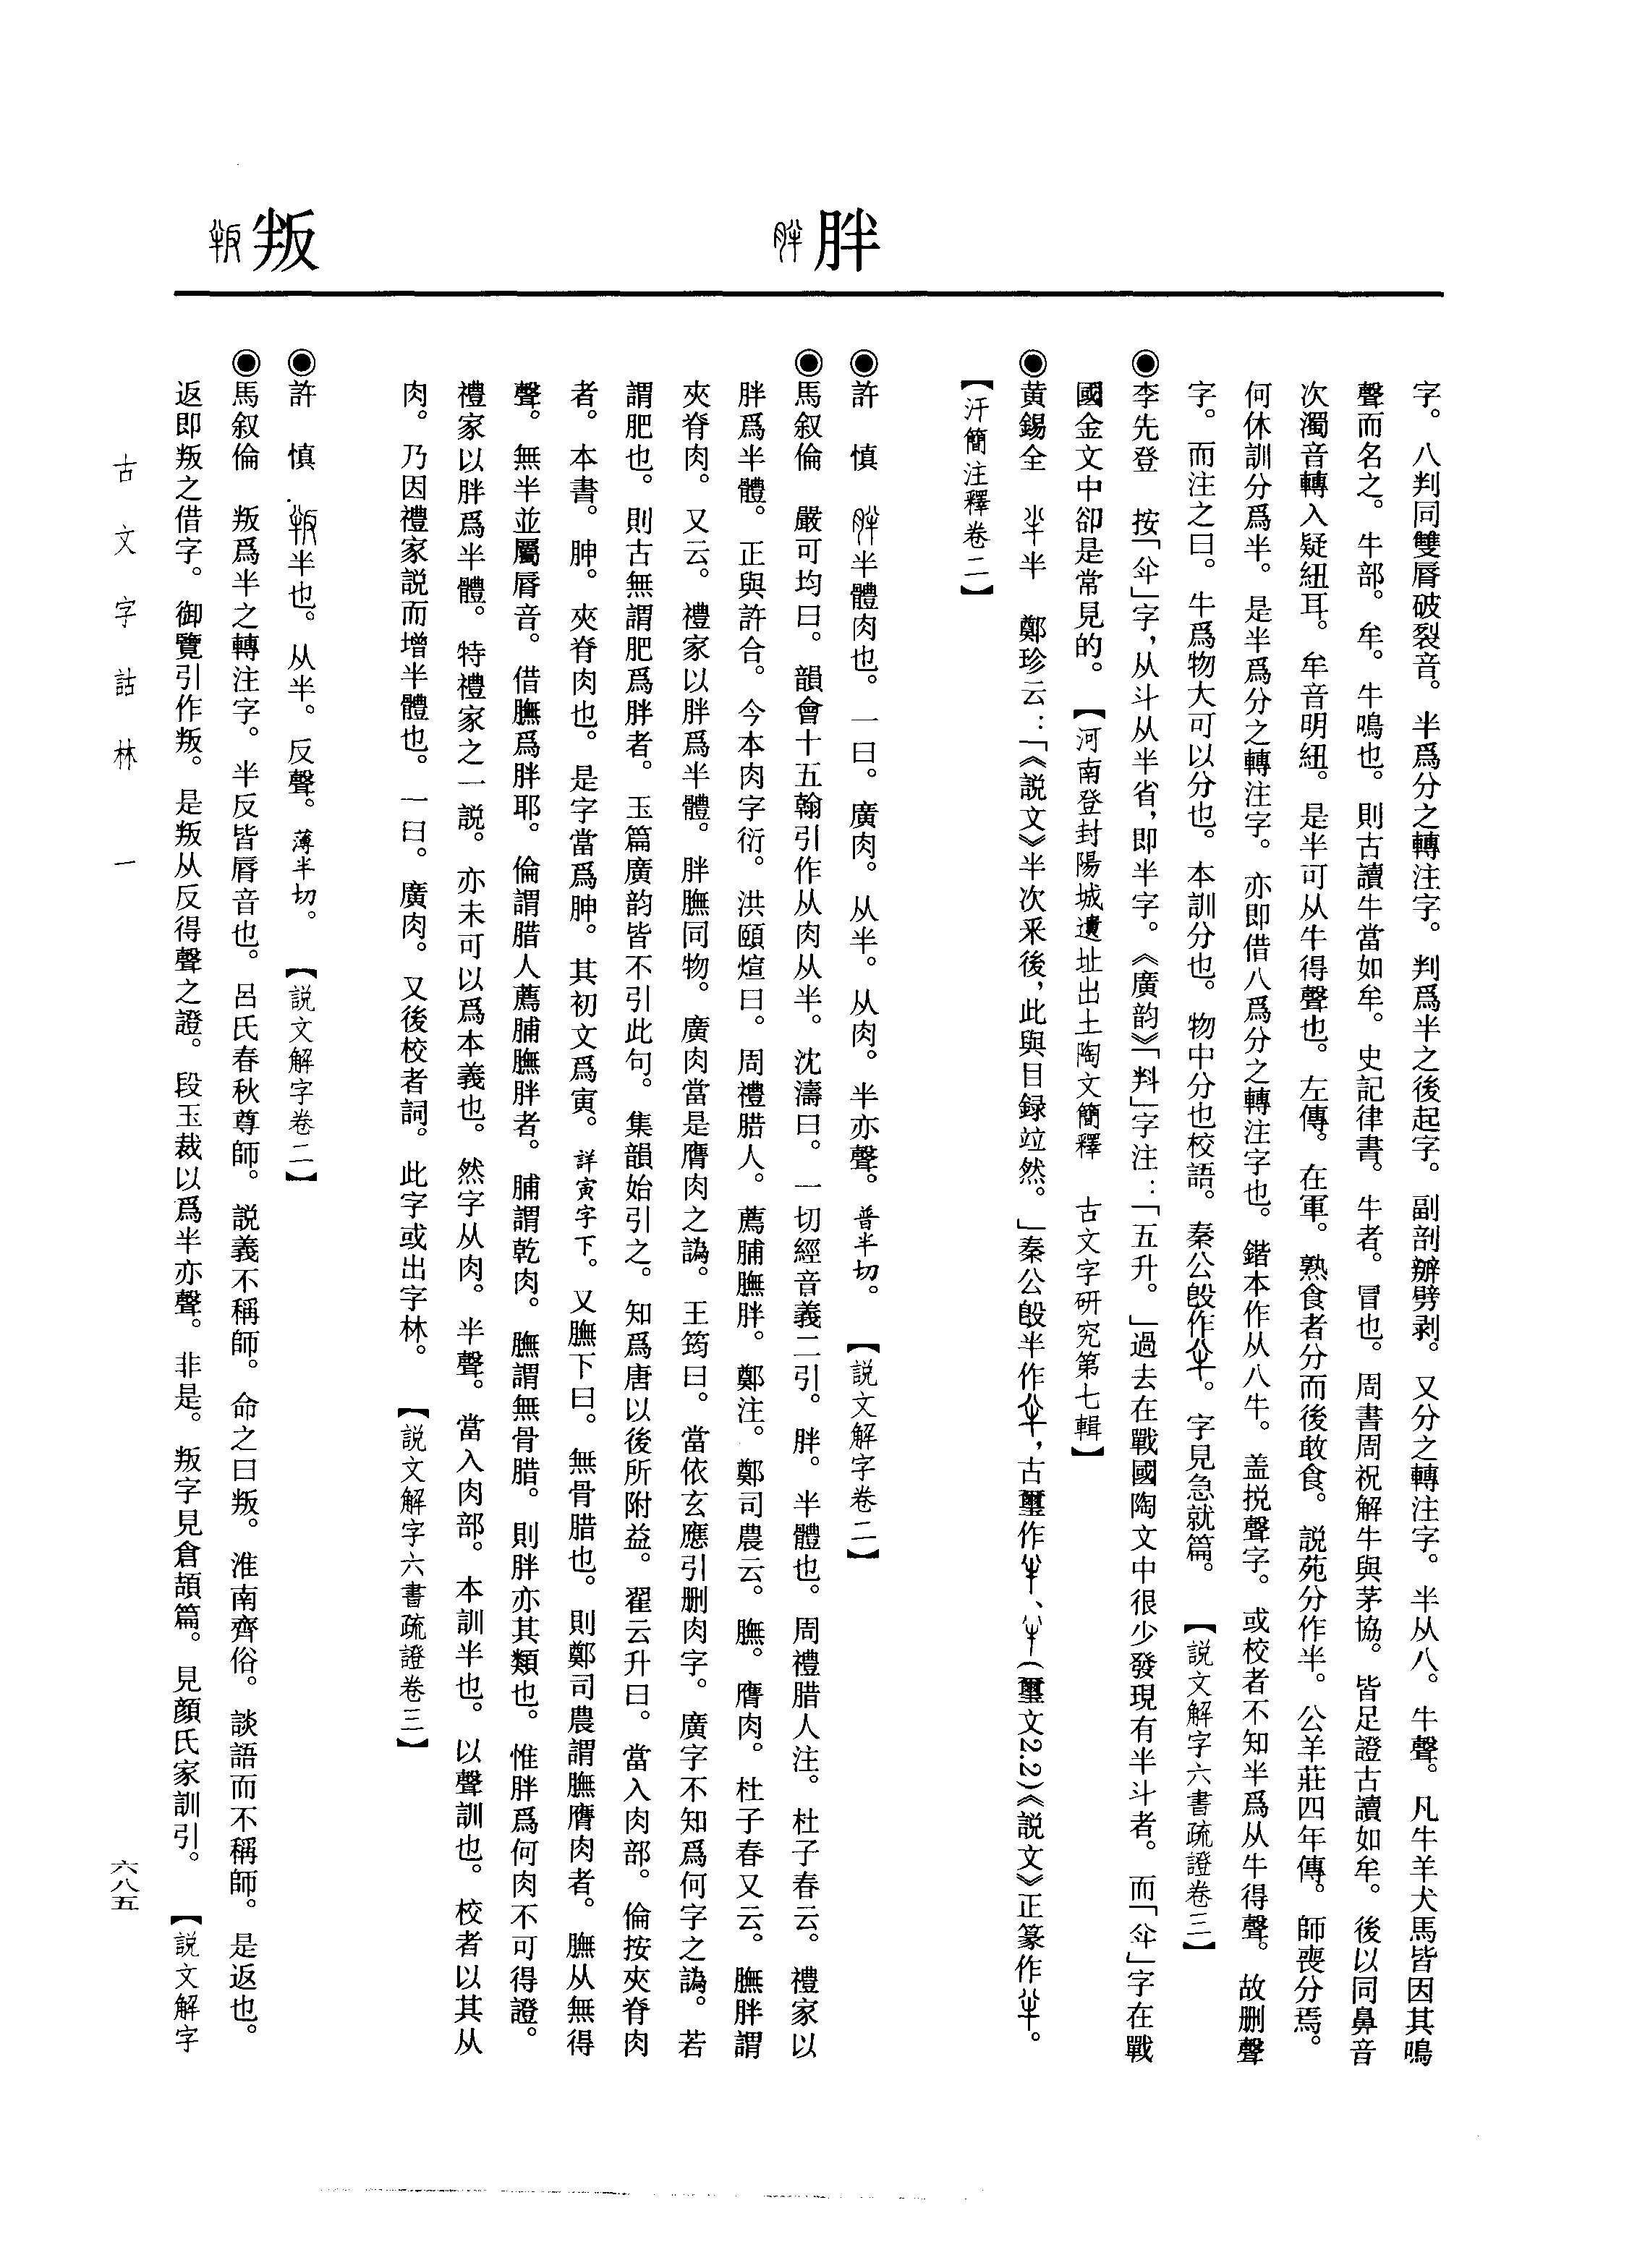 胖
叛
字。八判同雙脣破裂音。半爲分之轉注字。判爲半之後起字。副剖辦劈剥。又分之轉注字。半从八。牛聲。凡牛羊犬馬皆因其鳴
聲而名之。牛部。牟。牛鳴也。則古讀牛當如牟。史記律書。牛者。冒也。周書周祝解牛與茅協。皆足證古讀如牟。後以同鼻音
次濁音轉入疑紐耳。牟音明紐。是半可从牛得聲也。左傳。在軍。熟食者分而後敢食。説苑分作半。公羊莊四年傳。師喪分焉。
何休訓分爲半。是半爲分之轉注字。亦即借八爲分之轉注字也。鍇本作从八牛。盖挩聲字。或校者不知半爲从牛得聲。故删聲
字。而注之曰。牛爲物大可以分也。本訓分也。物中分也校語。秦公𣪘作。字見急就篇。【説文解字六書疏證卷三】
◉李先登　按「伞」字，从斗从半省，即半字。《廣韵》「㪵」字注：「五升。」過去在戰國陶文中很少發現有半斗者。而「伞」字在戰
國金文中卻是常見的。【河南登封陽城遺址出土陶文簡釋　古文字研究第七輯】
◉黃錫全　半　鄭珍云：「《説文》半次釆後，此與目録竝然。」秦公𣪘半作，古璽作、(璽文2.2)《説文》正篆作。
【汗簡注釋卷二】
◉許　慎　半體肉也。一曰。廣肉。从半。从肉。半亦聲。普半切。【説文解字卷二】
◉馬叙倫　嚴可均曰。韻會十五翰引作从肉从半。沈濤曰。一切經音義二引。胖。半體也。周禮腊人注。杜子春云。禮家以
胖爲半體。正與許合。今本肉字衍。洪頤煊曰。周禮腊人。薦脯膴胖。鄭注。鄭司農云。膴。膺肉。杜子春又云。膴胖謂
夾脊肉。又云。禮家以胖爲半體。胖膴同物。廣肉當是膺肉之譌。王筠曰。當依玄應引删肉字。廣字不知爲何字之譌。若
謂肥也。則古無謂肥爲胖者。玉篇廣韵皆不引此句。集韻始引之。知爲唐以後所附益。翟云升曰。當入肉部。倫按夾脊肉
者。本書。胂。夾脊肉也。是字當爲胂。其初文爲寅。詳寅字下。又膴下曰。無骨腊也。則鄭司農謂膴膺肉者。膴从無得
聲。無半並屬脣音。借膴爲胖耶。倫謂腊人薦脯膴胖者。脯謂乾肉。膴謂無骨腊。則胖亦其類也。惟胖爲何肉不可得證。
禮家以胖爲半體。特禮家之一説。亦未可以爲本義也。然字从肉。半聲。當入肉部。本訓半也。以聲訓也。校者以其从
肉。乃因禮家説而增半體也。一曰。廣肉。又後校者詞。此字或出字林。【説文解字六書疏證卷三】
◉許　慎　半也。从半。反聲。薄半切。【説文解字卷二】
◉馬叙倫　叛爲半之轉注字。半反皆脣音也。呂氏春秋尊師。説義不稱師。命之曰叛。淮南齊俗。談語而不稱師。是返也。
返即叛之借字。御覽引作叛。是叛从反得聲之證。段玉裁以爲半亦聲。非是。叛字見倉頡篇。見顔氏家訓引。【説文解字
古文字詁林　一
六八五